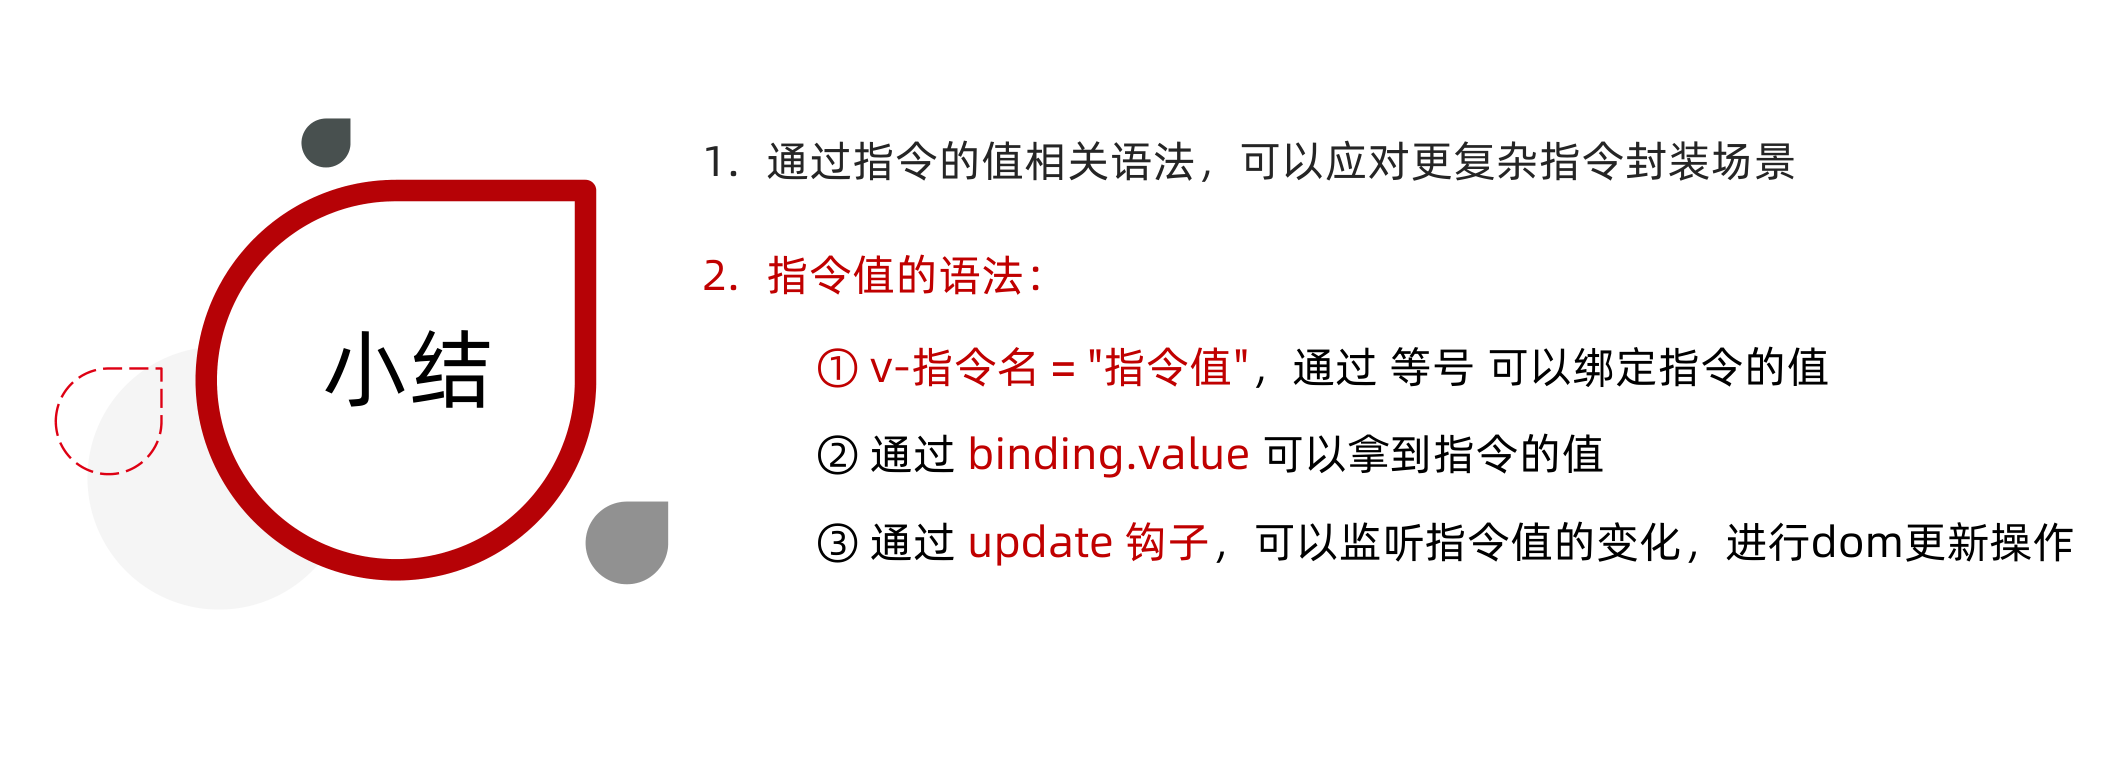 小结
1. 通过指令的值相关语法，可以应对更复杂指令封装场景
2. 指令值的语法：
① v-指令名 = "指令值"，通过 等号 可以绑定指令的值
② 通过 binding.value 可以拿到指令的值
③ 通过 update 钩子，可以监听指令值的变化，进行dom更新操作